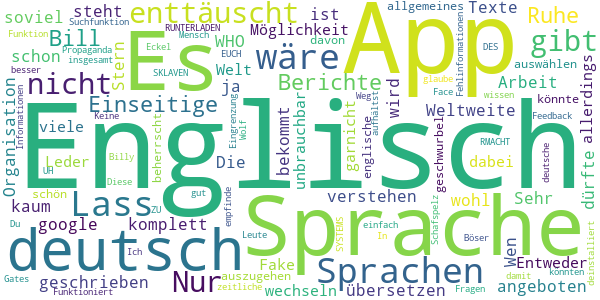 allgemeines Texte Ruhe
soviel steht enttäuscht ist Suchfunktion
Funktion Bill RUNTERLADEN Möglichkeit davon
Mensch Es App gibt
schon Stern WHO EUCH DES
Propaganda Eckel wäre Fehlinformationen auswählen
insgesamt nicht SKLAVEN Welt Berichte glaube Arbeit
besser Einseitige ja Face wissen
Organisation viele Keine Eingrenzung wird Weltweite könnte allerdings
Informationen Wolf bekommt unbrauchbar englische Weg aufhältst Feedback
Englisch
Leder Billy beherrscht Die garnicht geschwurbel RMACHT deutsche
UH Diese dabei dürfte
schön Lass ZU gut verstehen Sehr
Du kaum Sprache wohl
google komplett empfinde Leute Schafspelz
deutsch Ich SYSTEMS einfach In Böser Wen Entweder
Nur Fake Sprachen deinstalliert
Gates geschrieben auszugehen wechseln übersetzen angeboten könnten
Funktioniert zeitliche Fragen damit